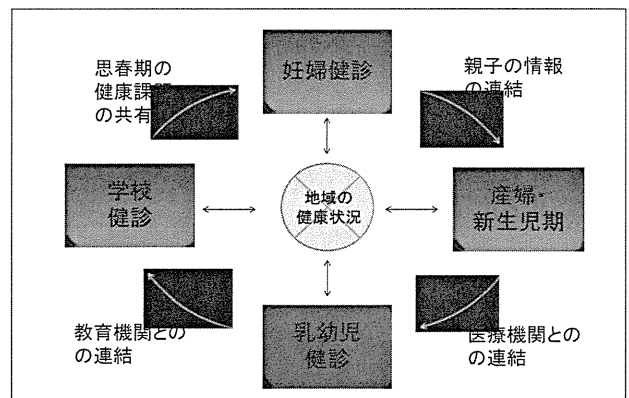 思春期の
健康課題
の共有
妊婦健診
親子の情報
の連結
学校
健診
地域の
健康状況
産婦・
新生児期
教育機関との
の連結
乳幼児
健診
医療機関との
の連結